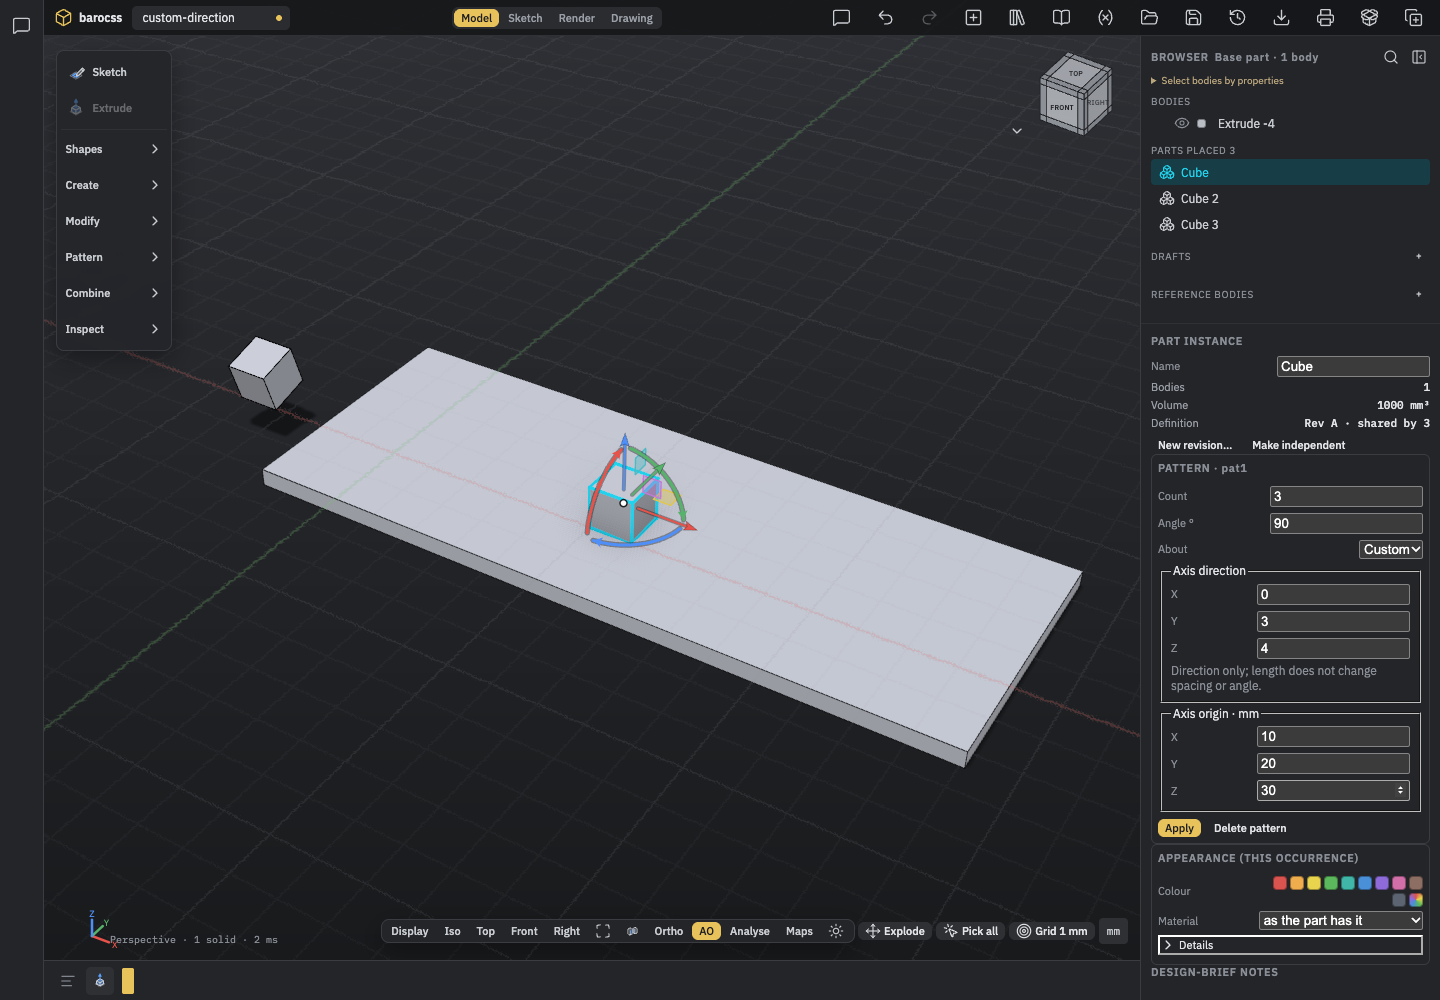 barocss
custom-direction
Model
Sketch
Render
Drawing
Sketch
Extrude
Shapes
Create
Modify
Pattern
Combine
Inspect
TOP
FRONT
RIGHT
BROWSER Base part · 1 body
Select bodies by properties
BODIES
Extrude -4
PARTS PLACED 3
Cube
Cube 2
Cube 3
DRAFTS +
REFERENCE BODIES +
PART INSTANCE
Name Cube
Bodies 1
Volume 1000 mm³
Definition Rev A · shared by 3
New revision... Make independent
PATTERN · pat1
Count 3
Angle ° 90
About Custom
Axis direction
X 0
Y 3
Z 4
Direction only; length does not change
spacing or angle.
Axis origin · mm
X 10
Y 20
Z 30
Apply Delete pattern
APPEARANCE (THIS OCCURRENCE)
Colour
Material as the part has it
Details
DESIGN-BRIEF NOTES
Z
Y
X
Perspective · 1 solid · 2 ms
Display Iso Top Front Right Ortho AO Analyse Maps Explode Pick all Grid 1 mm mm